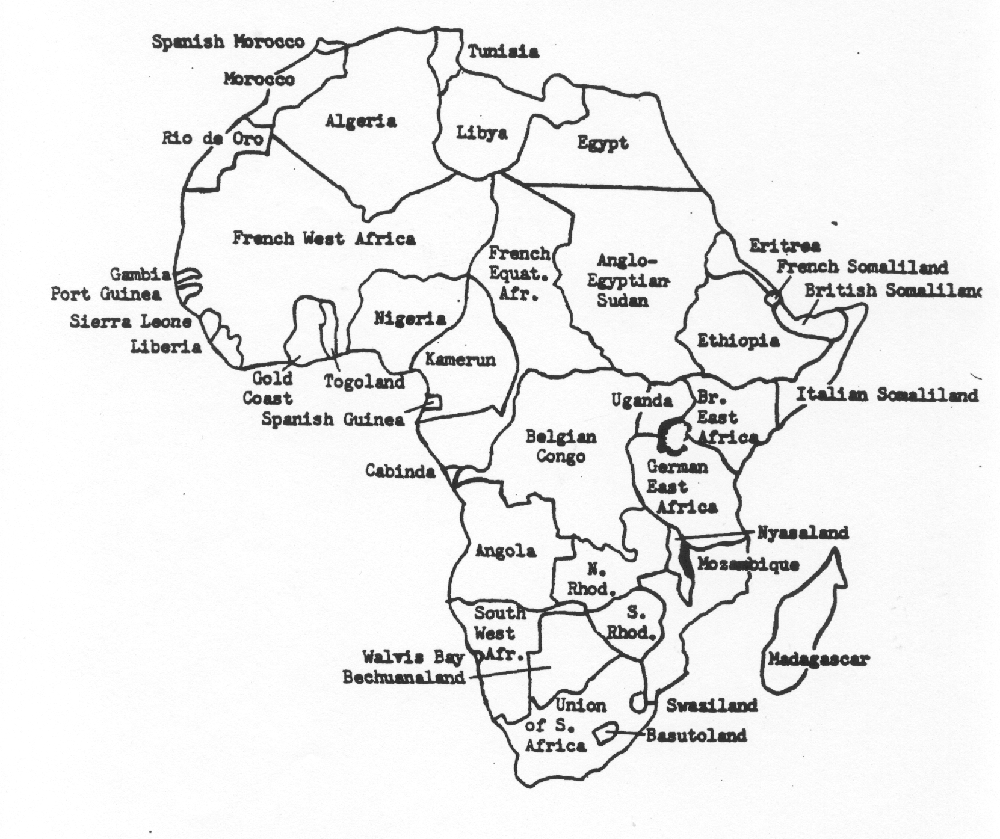 Spanish Morocco
Tunisia
Morocco
Algeria
Libya
Rio de Oro
Egypt
French West Africa
Eritrea
French
Equat.
Afr.
Anglo-
Egyptian
Sudan
French Somaliland
Gambia
British Somaliland
Port Guinea
Sierra Leone
Nigeria
Liberia
Ethiopia
Kamerun
Gold
Coast
Togoland
Italian Somaliland
Uganda
Br.
East
Africa
Spanish Guinea
Belgian
Congo
Cabinda
German
East
Africa
Nyasaland
Angola
Mozambique
N.
Rhod.
South
West
Afr.
S.
Rhod.
Walvis Bay
Bechuanaland
Madagascar
Union
of S.
Africa
Swaziland
Basutoland